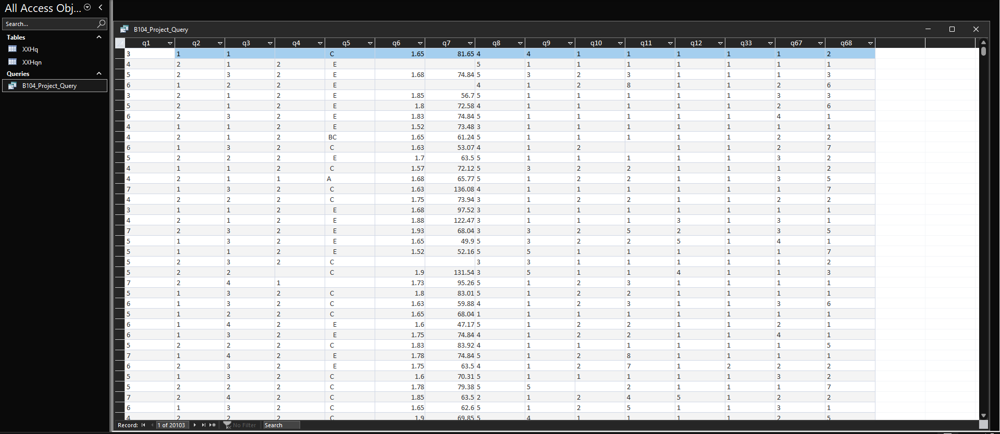 All Access Obj...
Search...
Tables
XXHq
XXHqn
Queries
B104_Project_Query
B104_Project_Query
q1 q2 q3 q4 q5 q6 q7 q8 q9 q10 q11 q12 q33 q67 q68
3 1 1 C 1.65 81.65 4 4 1 1 1 1 1 2
4 2 1 2 E 5 1 1 1 1 1 1 1
5 2 3 2 E 1.68 74.84 5 3 2 3 1 1 1 3
6 1 2 2 E 4 1 2 8 1 1 2 6
3 2 1 2 E 1.85 56.7 5 1 1 1 1 1 3 3
5 2 1 2 E 1.8 72.58 4 1 1 1 1 1 2 6
6 2 3 2 E 1.83 74.84 5 1 1 1 1 1 4 1
4 1 1 2 E 1.52 73.48 3 1 1 1 1 1 1 1
4 2 1 2 BC 1.65 61.24 5 1 1 1 1 1 2 2
6 1 3 2 C 1.63 53.07 4 1 2 1 1 2 7
5 2 2 2 E 1.7 63.5 5 1 1 1 1 1 3 2
4 1 1 2 C 1.57 72.12 5 3 2 2 1 1 1 2
4 2 1 1 A 1.68 65.77 5 1 2 2 1 1 3 5
7 1 3 2 C 1.63 136.08 4 1 1 1 1 1 1 7
4 2 2 2 C 1.75 73.94 3 1 2 2 1 1 2 2
3 1 1 2 E 1.68 97.52 3 1 1 1 1 1 1 1
4 2 1 2 E 1.88 122.47 3 1 1 1 3 1 3 1
7 2 3 2 E 1.93 68.04 3 3 2 5 2 1 3 5
5 1 3 2 E 1.65 49.9 5 3 2 2 5 1 4 1
5 1 1 2 E 1.52 52.16 5 5 1 1 1 1 1 7
5 2 3 2 C 3 3 1 1 1 1 1 2
5 2 2 C 1.9 131.54 3 5 1 1 4 1 1 3
7 2 4 1 1.73 95.26 5 1 2 3 1 1 1 1
5 1 3 2 C 1.8 83.01 5 1 2 2 1 1 1 1
6 1 3 2 C 1.63 59.88 4 1 2 3 1 1 3 6
5 1 2 2 C 1.65 68.04 1 1 1 1 1 1 1 1
6 1 4 2 E 1.6 47.17 5 1 2 2 1 1 2 1
6 1 3 2 E 1.75 74.84 4 1 2 2 1 1 4 1
5 2 2 2 C 1.83 83.92 4 1 1 1 1 1 1 5
7 1 4 2 E 1.78 74.84 5 1 2 8 1 1 1 1
6 2 3 2 E 1.75 63.5 4 1 2 7 1 2 2 2
5 1 3 2 C 1.6 70.31 5 1 1 1 1 1 3 2
5 2 2 2 C 1.78 79.38 5 5 2 1 1 1 7
7 2 4 2 C 1.85 63.5 2 1 2 4 5 1 2 2
6 1 3 2 C 1.65 62.6 5 1 2 5 1 1 3 1
4 2 2 2 C 1.9 69.85 5 4 1 1 1 1 2 5
Record: 1 of 20103 No Filter Search